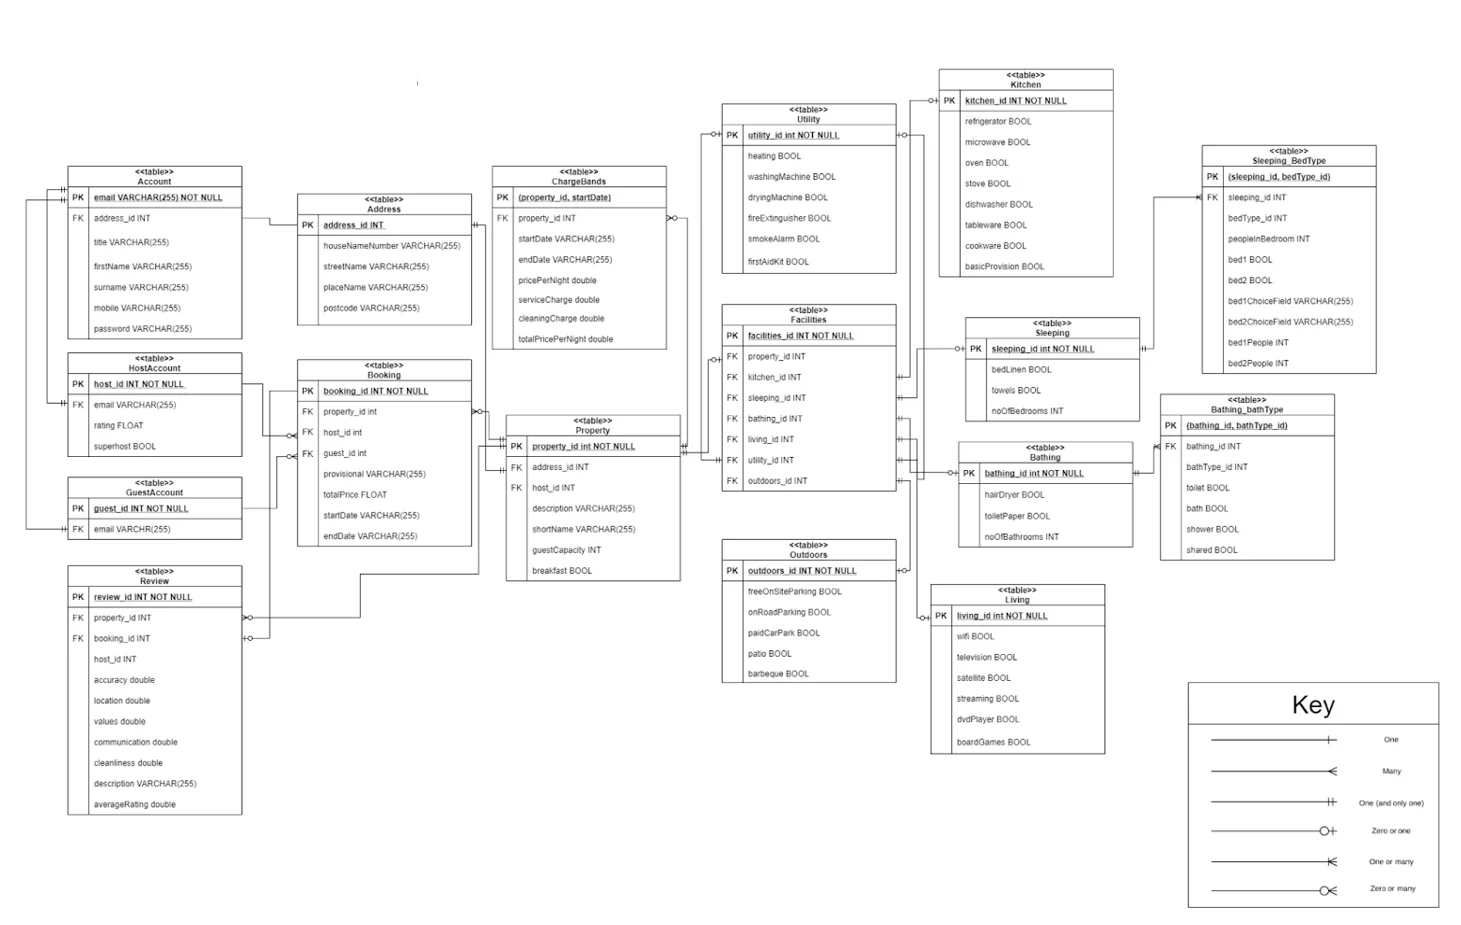 <<table>>
Account
PK email VARCHAR(255) NOT NULL
FK address_id INT
title VARCHAR(255)
firstName VARCHAR(255)
surname VARCHAR(255)
mobile VARCHAR(255)
password VARCHAR(255)
<<table>>
HostAccount
PK host_id INT NOT NULL
FK email VARCHAR(255)
rating FLOAT
superhost BOOL
<<table>>
GuestAccount
PK guest_id INT NOT NULL
FK email VARCHR(255)
<<table>>
Review
PK review_id INT NOT NULL
FK property_id INT
FK booking_id INT
host_id INT
accuracy double
location double
values double
communication double
cleanliness double
description VARCHAR(255)
averageRating double
<<table>>
Address
PK address_id INT
houseNameNumber VARCHAR(255)
streetName VARCHAR(255)
placeName VARCHAR(255)
postcode VARCHAR(255)
<<table>>
Booking
PK booking_id INT NOT NULL
FK property_id int
FK host_id int
FK guest_id int
provisional VARCHAR(255)
totalPrice FLOAT
startDate VARCHAR(255)
endDate VARCHAR(255)
<<table>>
ChargeBands
PK (property_id, startDate)
FK property_id INT
startDate VARCHAR(255)
endDate VARCHAR(255)
pricePerNight double
serviceCharge double
cleaningCharge double
totalPricePerNight double
<<table>>
Property
PK property_id int NOT NULL
FK address_id INT
FK host_id INT
description VARCHAR(255)
shortName VARCHAR(255)
guestCapacity INT
breakfast BOOL
<<table>>
Utility
PK utility_id int NOT NULL
heating BOOL
washingMachine BOOL
dryingMachine BOOL
fireExtinguisher BOOL
smokeAlarm BOOL
firstAidKit BOOL
<<table>>
Facilities
PK facilities_id INT NOT NULL
FK property_id INT
FK kitchen_id INT
FK sleeping_id INT
FK bathing_id INT
FK living_id INT
FK utility_id INT
FK outdoors_id INT
<<table>>
Outdoors
PK outdoors_id INT NOT NULL
freeOnSiteParking BOOL
onRoadParking BOOL
paidCarPark BOOL
patio BOOL
barbeque BOOL
<<table>>
Kitchen
PK kitchen_id INT NOT NULL
refrigerator BOOL
microwave BOOL
oven BOOL
stove BOOL
dishwasher BOOL
tableware BOOL
cookware BOOL
basicProvision BOOL
<<table>>
Sleeping
PK sleeping_id int NOT NULL
bedLinen BOOL
towels BOOL
noOfBedrooms INT
<<table>>
Bathing
PK bathing_id int NOT NULL
hairDryer BOOL
toiletPaper BOOL
noOfBathrooms INT
<<table>>
Living
PK living_id int NOT NULL
wifi BOOL
television BOOL
satellite BOOL
streaming BOOL
dvdPlayer BOOL
boardGames BOOL
<<table>>
Sleeping_BedType
PK (sleeping_id, bedType_id)
FK sleeping_id INT
bedType_id INT
peopleInBedroom INT
bed1 BOOL
bed2 BOOL
bed1ChoiceField VARCHAR(255)
bed2ChoiceField VARCHAR(255)
bed1People INT
bed2People INT
<<table>>
Bathing_bathType
PK (bathing_id, bathType_id)
FK bathing_id INT
bathType_id INT
toilet BOOL
bath BOOL
shower BOOL
shared BOOL
Key
One
Many
One (and only one)
Zero or one
One or many
Zero or many